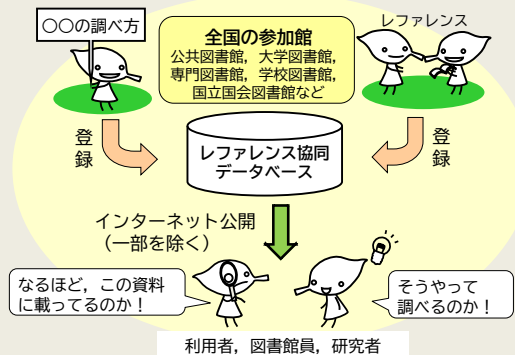 〇〇の調べ方
全国の参加館
公共図書館，大学図書館，
専門図書館，学校図書館，
国立国会図書館など
レファレンス
登
録
レファレンス協同
データベース
登
録
インターネット公開
（一部を除く）
なるほど，この資料
に載ってるのか！
そうやって
調べるのか！
利用者，図書館員，研究者